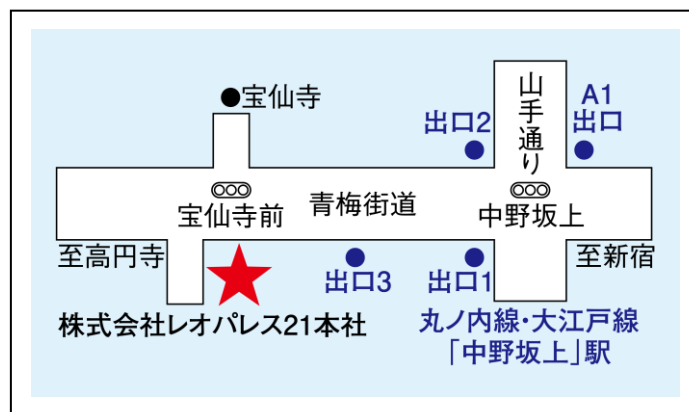 宝仙寺
出口2
山手通り
A1
出口
宝仙寺前
青梅街道
中野坂上
至高円寺
出口3
出口1
至新宿
株式会社レオパレス21本社
丸ノ内線・大江戸線
「中野坂上」駅